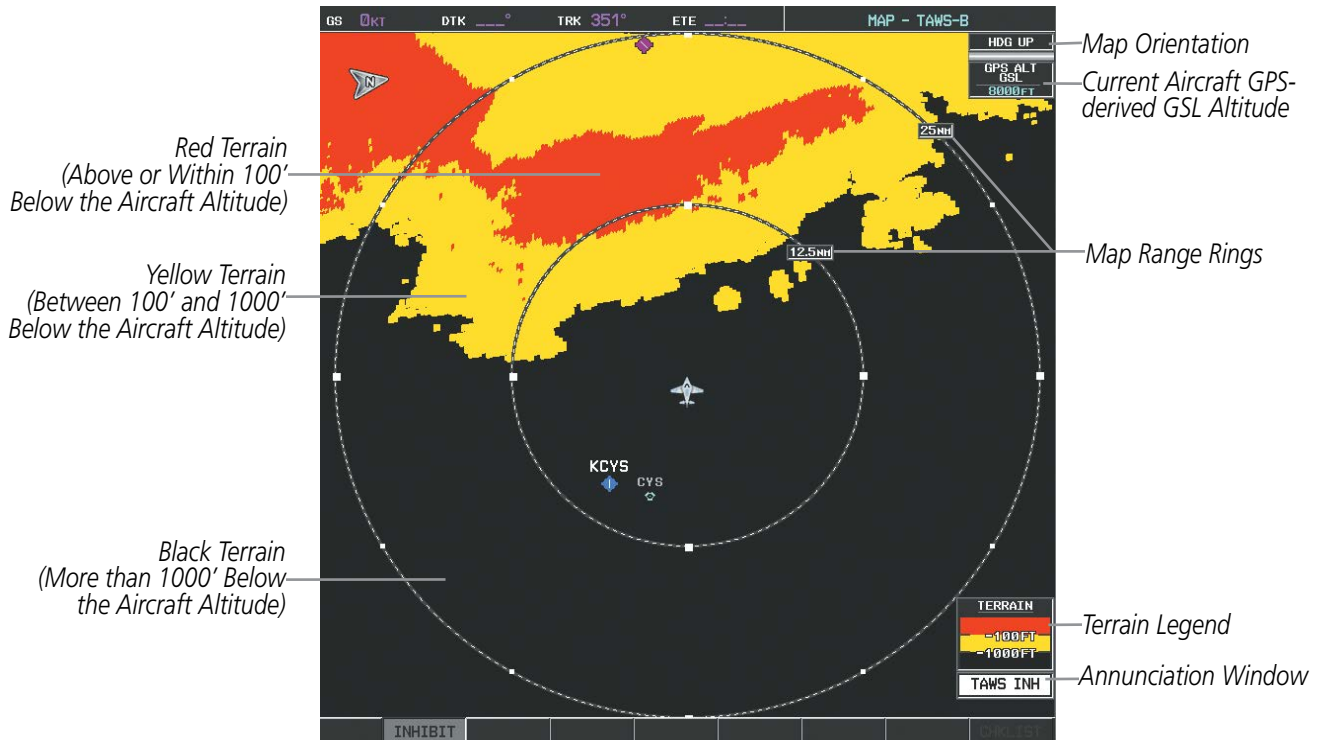 GS 0KT DTK ___° TRK 351° ETE __:__ MAP - TAWS-B
HDG UP
Map Orientation
GPS ALT
GSL
8000FT
Current Aircraft GPS-
derived GSL Altitude
N
25NM
Red Terrain
(Above or Within 100’
Below the Aircraft Altitude)
12.5NM
Map Range Rings
Yellow Terrain
(Between 100’ and 1000’
Below the Aircraft Altitude)
KCYS
CYS
Black Terrain
(More than 1000’ Below
the Aircraft Altitude)
TERRAIN
-100FT
-1000FT
Terrain Legend
TAWS INH
Annunciation Window
INHIBIT
CHKLIST